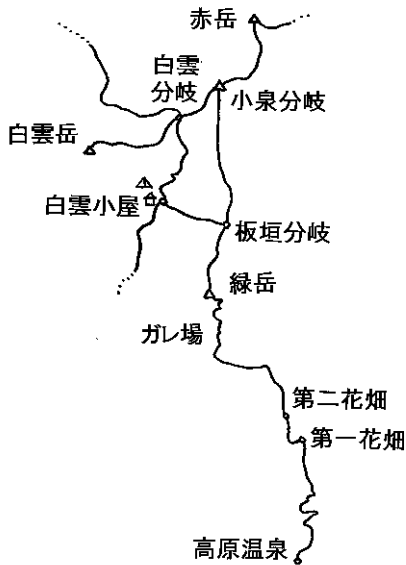 赤岳
白雲
分岐
小泉分岐
白雲岳
白雲小屋
板垣分岐
緑岳
ガレ場
第二花畑
第一花畑
高原温泉